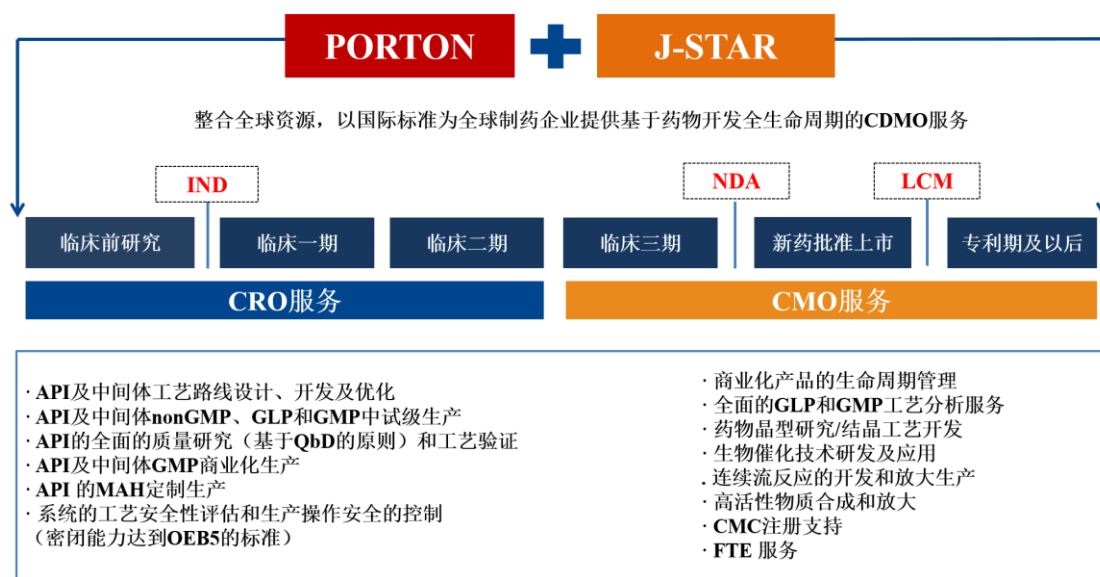 PORTON
J-STAR
整合全球资源，以国际标准为全球制药企业提供基于药物开发全生命周期的CDMO服务
IND
NDA
LCM
临床前研究
临床一期
临床二期
临床三期
新药批准上市
专利期及以后
CRO服务
CMO服务
· API及中间体工艺路线设计、开发及优化
· API及中间体nonGMP、GLP和GMP中试级生产
· API的全面的质量研究（基于QbD的原则）和工艺验证
· API及中间体GMP商业化生产
· API 的MAH定制生产
· 系统的工艺安全性评估和生产操作安全的控制
（密闭能力达到OEB5的标准）
· 商业化产品的生命周期管理
· 全面的GLP和GMP工艺分析服务
· 药物晶型研究/结晶工艺开发
· 生物催化技术研发及应用
. 连续流反应的开发和放大生产
· 高活性物质合成和放大
· CMC注册支持
· FTE 服务